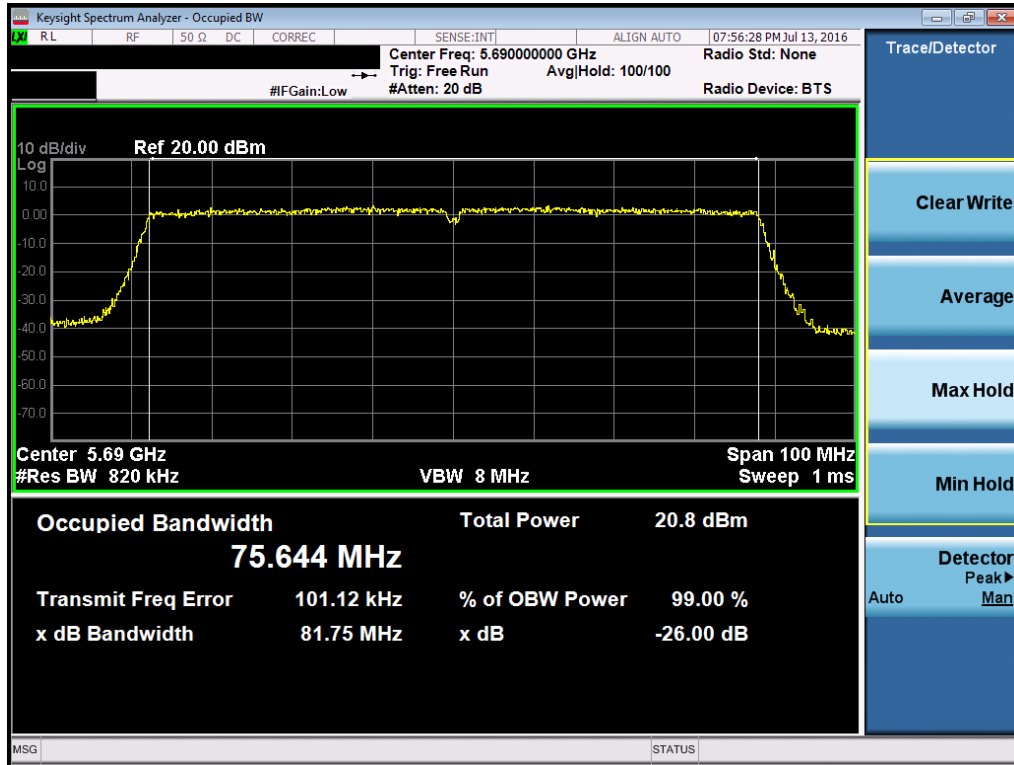 Keysight Spectrum Analyzer - Occupied BW
LXI RL RF 50 Ω DC CORREC SENSE:INT ALIGN AUTO 07:56:28 PM Jul 13, 2016
Center Freq: 5.690000000 GHz Radio Std: None
Trig: Free Run Avg|Hold: 100/100
#IFGain:Low #Atten: 20 dB Radio Device: BTS
10 dB/div Ref 20.00 dBm
Log
10.0
0.00
-10.0
-20.0
-30.0
-40.0
-50.0
-60.0
-70.0
Center 5.69 GHz Span 100 MHz
#Res BW 820 kHz VBW 8 MHz Sweep 1 ms
Occupied Bandwidth Total Power 20.8 dBm
75.644 MHz
Transmit Freq Error 101.12 kHz % of OBW Power 99.00 %
x dB Bandwidth 81.75 MHz x dB -26.00 dB
MSG STATUS
Trace/Detector
Clear Write
Average
Max Hold
Min Hold
Detector
Peak
Auto Man